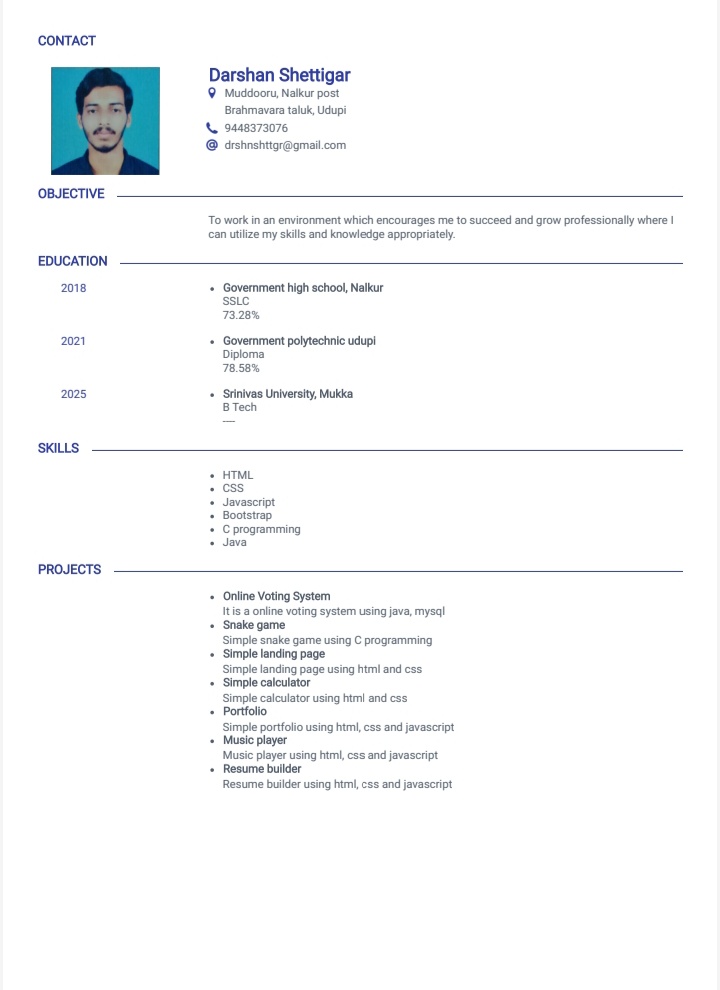 CONTACT
Darshan Shettigar
Muddooru, Nalkur post
Brahmavara taluk, Udupi
9448373076
drshnshttgr@gmail.com
OBJECTIVE
To work in an environment which encourages me to succeed and grow professionally where I
can utilize my skills and knowledge appropriately.
EDUCATION
2018
• Government high school, Nalkur
SSLC
73.28%
2021
• Government polytechnic udupi
Diploma
78.58%
2025
• Srinivas University, Mukka
B Tech
---
SKILLS
• HTML
• CSS
• Javascript
• Bootstrap
• C programming
• Java
PROJECTS
• Online Voting System
It is a online voting system using java, mysql
• Snake game
Simple snake game using C programming
• Simple landing page
Simple landing page using html and css
• Simple calculator
Simple calculator using html and css
• Portfolio
Simple portfolio using html, css and javascript
• Music player
Music player using html, css and javascript
• Resume builder
Resume builder using html, css and javascript